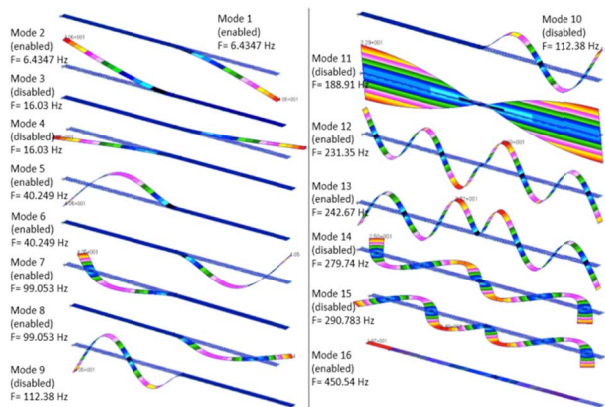 Mode 1
(enabled)
F= 6.4347 Hz
Mode 2
(enabled)
F= 6.4347 Hz
Mode 3
(disabled)
F= 16.03 Hz
Mode 4
(disabled)
F= 16.03 Hz
Mode 5
(enabled)
F= 40.249 Hz
Mode 6
(enabled)
F= 40.249 Hz
Mode 7
(enabled)
F= 99.053 Hz
Mode 8
(enabled)
F= 99.053 Hz
Mode 9
(disabled)
F= 112.38 Hz
Mode 10
(disabled)
F= 112.38 Hz
Mode 11
(disabled)
F= 188.91 Hz
Mode 12
(enabled)
F= 231.35 Hz
Mode 13
(enabled)
F= 242.67 Hz
Mode 14
(disabled)
F= 279.74 Hz
Mode 15
(disabled)
F= 290.783 Hz
Mode 16
(enabled)
F= 450.54 Hz